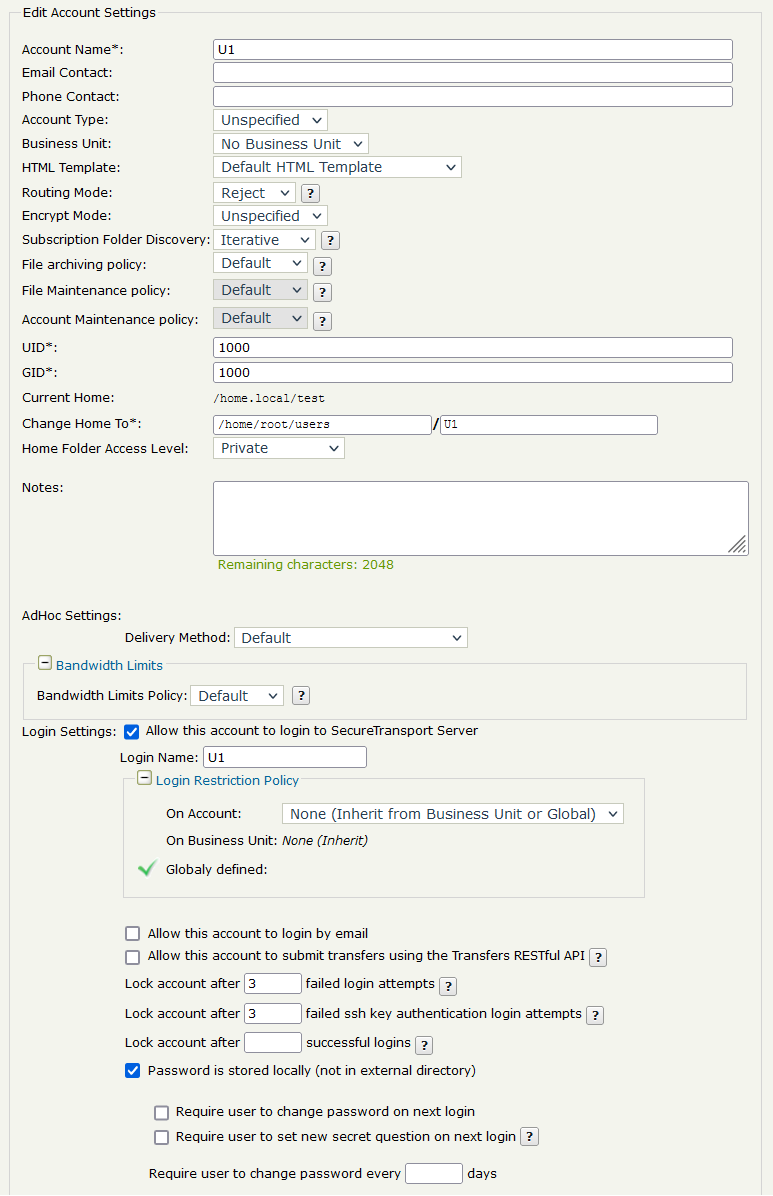 Edit Account Settings
Account Name*: U1
Email Contact:
Phone Contact:
Account Type: Unspecified
Business Unit: No Business Unit
HTML Template: Default HTML Template
Routing Mode: Reject ?
Encrypt Mode: Unspecified
Subscription Folder Discovery: Iterative ?
File archiving policy: Default ?
File Maintenance policy: Default ?
Account Maintenance policy: Default ?
UID*: 1000
GID*: 1000
Current Home: /home.local/test
Change Home To*: /home/root/users / U1
Home Folder Access Level: Private
Notes:
Remaining characters: 2048
AdHoc Settings:
Delivery Method: Default
Bandwidth Limits
Bandwidth Limits Policy: Default ?
Login Settings: Allow this account to login to SecureTransport Server
Login Name: U1
Login Restriction Policy
On Account: None (Inherit from Business Unit or Global)
On Business Unit: None (Inherit)
Globaly defined:
Allow this account to login by email
Allow this account to submit transfers using the Transfers RESTful API ?
Lock account after 3 failed login attempts ?
Lock account after 3 failed ssh key authentication login attempts ?
Lock account after successful logins ?
Password is stored locally (not in external directory)
Require user to change password on next login
Require user to set new secret question on next login ?
Require user to change password every days